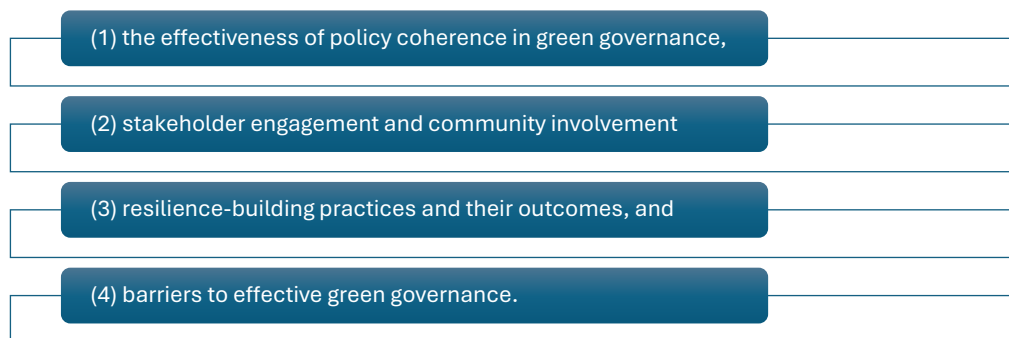 (1) the effectiveness of policy coherence in green governance,
(2) stakeholder engagement and community involvement
(3) resilience-building practices and their outcomes, and
(4) barriers to effective green governance.